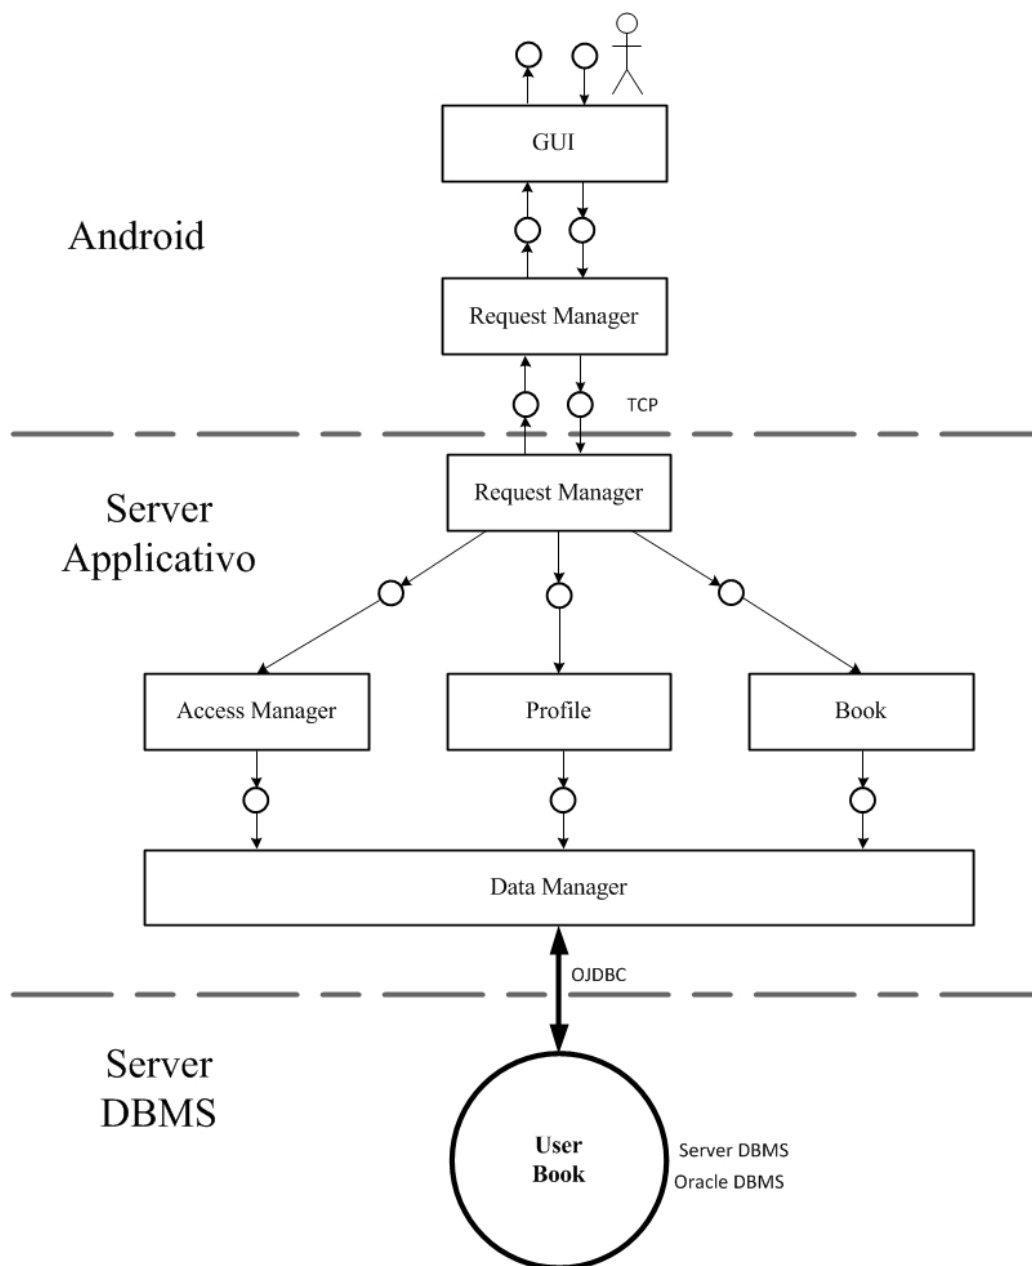 GUI
Android
Request Manager
TCP
Request Manager
Server
Applicativo
Access Manager
Profile
Book
Data Manager
OJDBC
Server
DBMS
User
Book
Server DBMS
Oracle DBMS